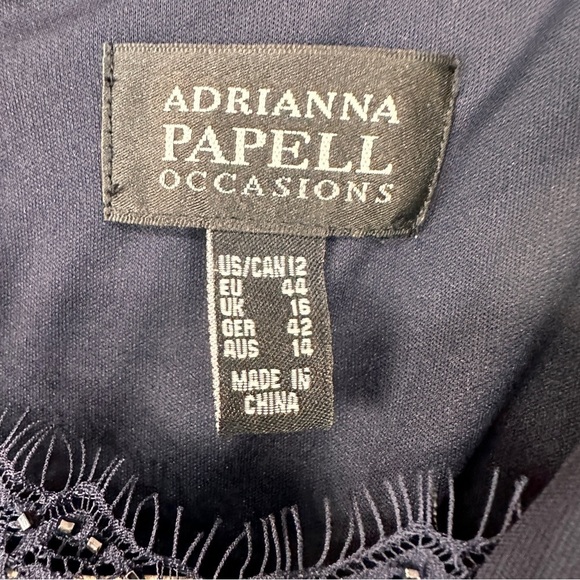 ADRIANNA
PAPELL
OCCASIONS
US/CAN 12
EU 44
UK 16
GER 42
AUS 14
MADE IN
CHINA